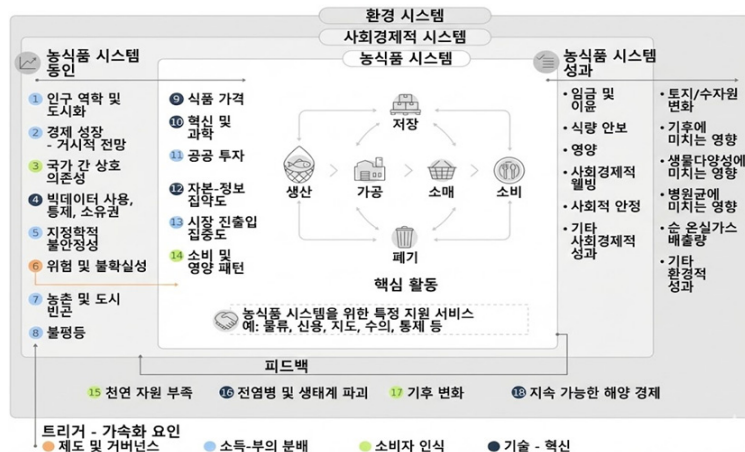 환경 시스템
사회경제적 시스템
농식품 시스템
농식품 시스템
동인
1 인구 역학 및
도시화
2 경제 성장
- 거시적 전망
3 국가 간 상호
의존성
4 빅데이터 사용,
통제, 소유권
5 지정학적
불안정성
6 위험 및 불확실성
7 농촌 및 도시
빈곤
8 불평등
9 식품 가격
10 혁신 및
과학
11 공공 투자
12 자본-정보
집약도
13 시장 진출입
집중도
14 소비 및
영양 패턴
저장
생산
가공
소매
소비
폐기
핵심 활동
농식품 시스템을 위한 특정 지원 서비스
예: 물류, 신용, 지도, 수의, 통제 등
농식품 시스템
성과
• 임금 및
이윤
• 식량 안보
• 영양
• 사회경제적
웰빙
• 사회적 안정
• 기타
사회경제적
성과
• 토지/수자원
변화
• 기후에
미치는 영향
• 생물다양성에
미치는 영향
• 병원균에
미치는 영향
• 순 온실가스
배출량
• 기타
환경적
성과
피드백
15 천연 자원 부족
16 전염병 및 생태계 파괴
17 기후 변화
18 지속 가능한 해양 경제
트리거 - 가속화 요인
제도 및 거버넌스
소득-부의 분배
소비자 인식
기술 - 혁신